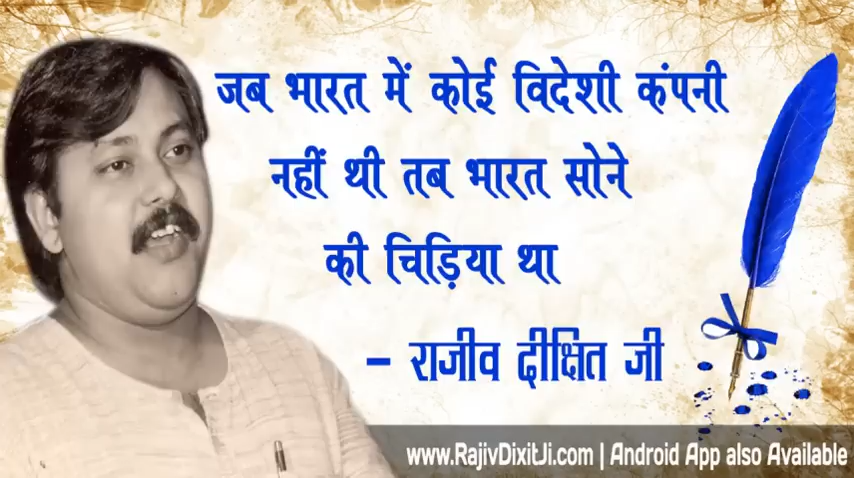 जब भारत में कोई विदेशी कंपनी
नहीं थी तब भारत सोने
की चिड़िया था
– राजीव दीक्षित जी
www.RajivDixitJi.com | Android App also Available